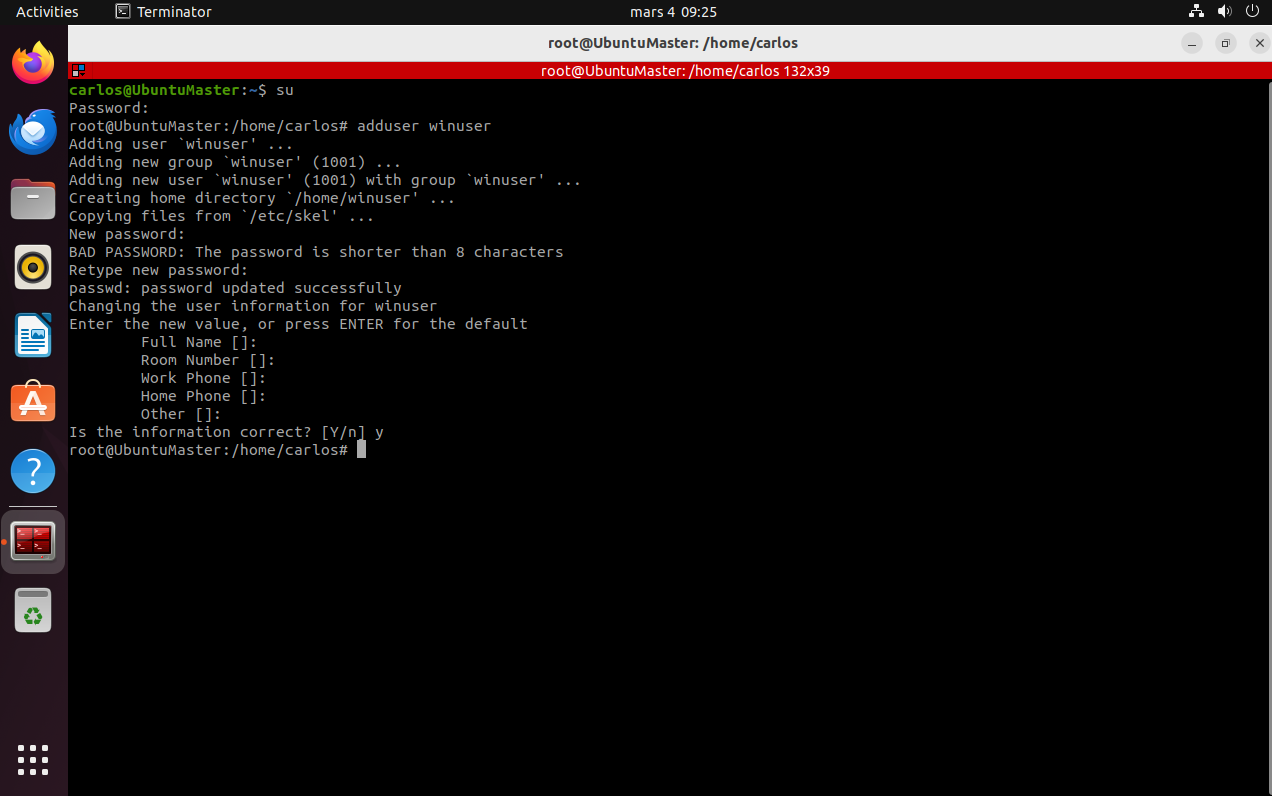 Activities Terminator mars 4 09:25
root@UbuntuMaster: /home/carlos
root@UbuntuMaster: /home/carlos 132x39
carlos@UbuntuMaster:~$ su
Password:
root@UbuntuMaster:/home/carlos# adduser winuser
Adding user `winuser' ...
Adding new group `winuser' (1001) ...
Adding new user `winuser' (1001) with group `winuser' ...
Creating home directory `/home/winuser' ...
Copying files from `/etc/skel' ...
New password:
BAD PASSWORD: The password is shorter than 8 characters
Retype new password:
passwd: password updated successfully
Changing the user information for winuser
Enter the new value, or press ENTER for the default
Full Name []:
Room Number []:
Work Phone []:
Home Phone []:
Other []:
Is the information correct? [Y/n] y
root@UbuntuMaster:/home/carlos#